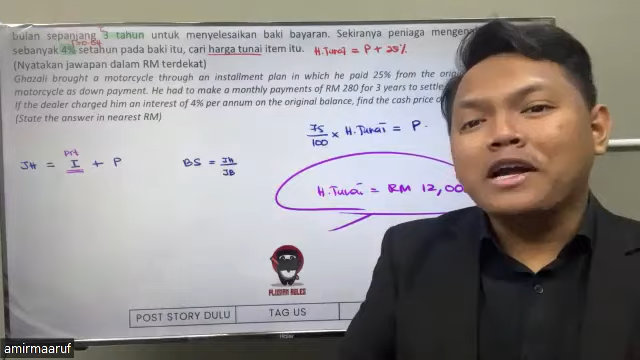 bulan sepanjang 3 tahun untuk menyelesaikan baki bayaran. Sekiranya peniaga
sebanyak 4% setahun pada baki itu, cari harga tunai item itu. H.Tunai = P + 25%
(Nyatakan jawapan dalam RM terdekat)
Ghazali brought a motorcycle through an installment plan in which he paid 25% from the
motorcycle as down payment. He had to make a monthly payments of RM 280 for 3 years to settle
If the dealer charged him an interest of 4% per annum on the original balance, find the cash price
(State the answer in nearest RM)
75/100 × H.Tunai = P.
Prt
JH = I + P
BS = JH/JB
H.Tunai = RM 12,00
PLUGIAN HALES
POST STORY DULU TAG US
amirmaaruf